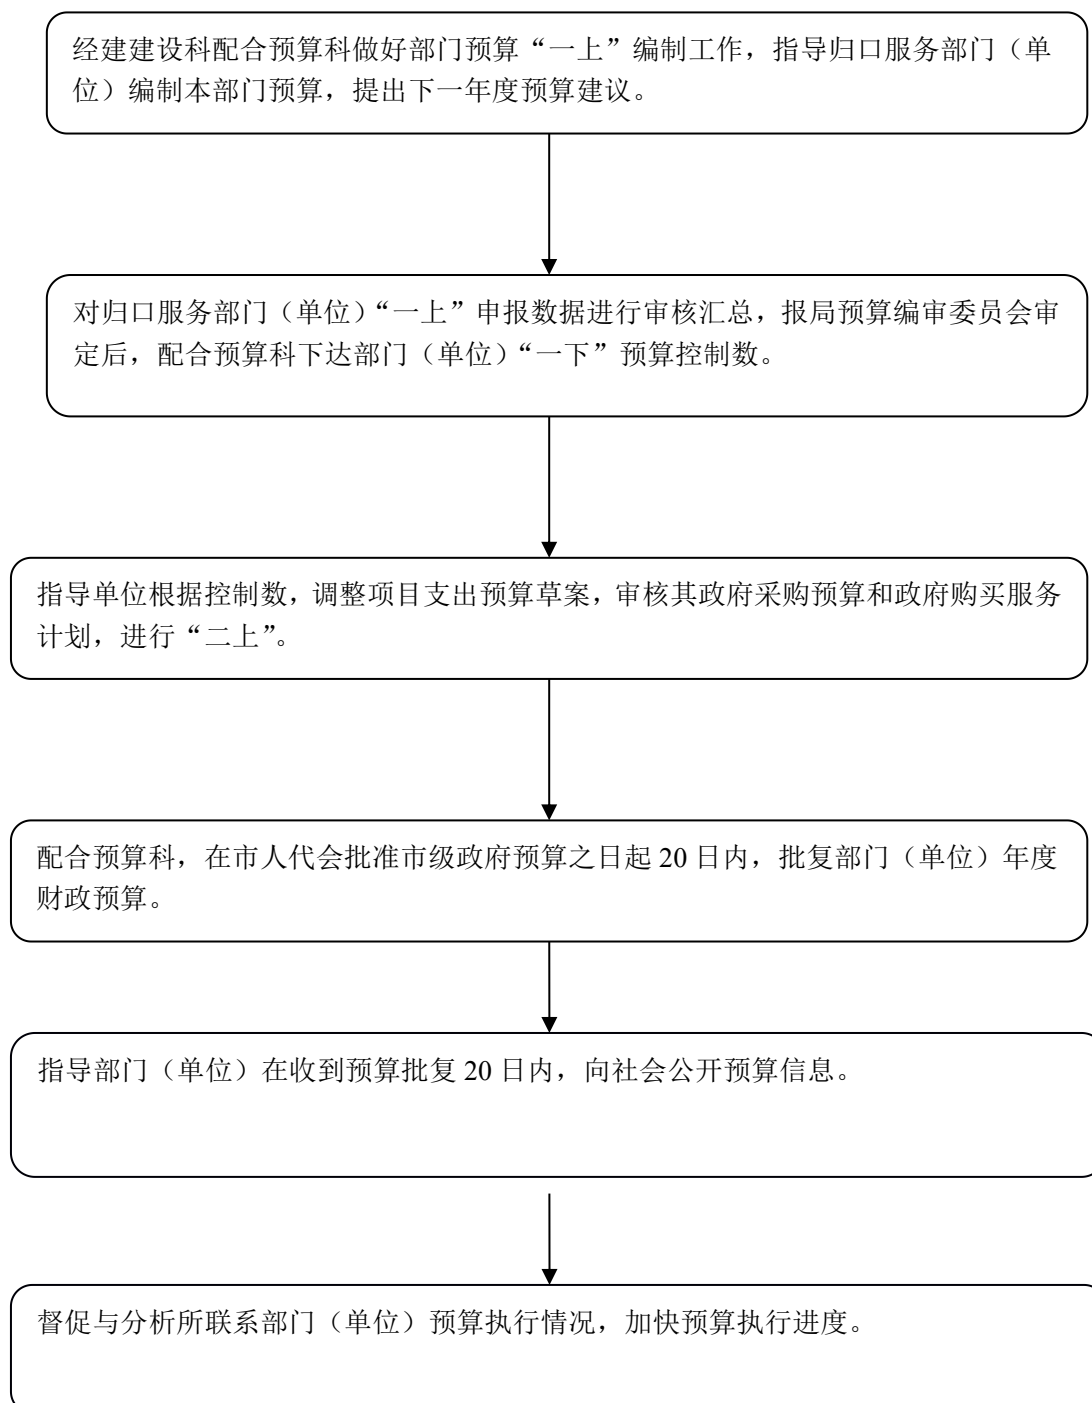 经建建设科配合预算科做好部门预算“一上”编制工作，指导归口服务部门（单
位）编制本部门预算，提出下一年度预算建议。
对归口服务部门（单位）“一上”申报数据进行审核汇总，报局预算编审委员会审
定后，配合预算科下达部门（单位）“一下”预算控制数。
指导单位根据控制数，调整项目支出预算草案，审核其政府采购预算和政府购买服务
计划，进行“二上”。
配合预算科，在市人代会批准市级政府预算之日起 20 日内，批复部门（单位）年度
财政预算。
指导部门（单位）在收到预算批复 20 日内，向社会公开预算信息。
督促与分析所联系部门（单位）预算执行情况，加快预算执行进度。